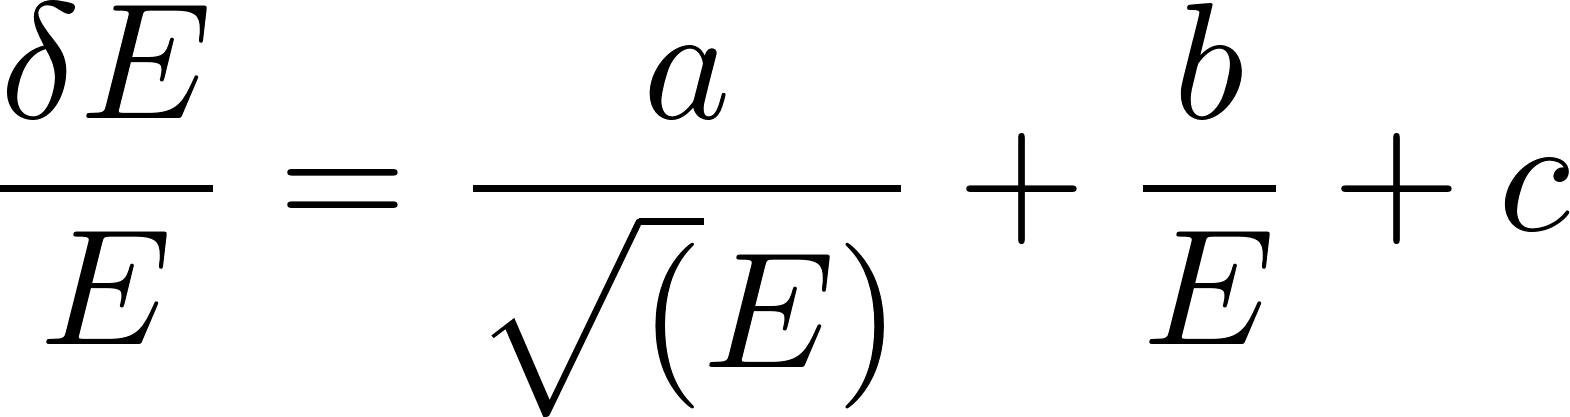 δE/E = a/√(E) + b/E + c